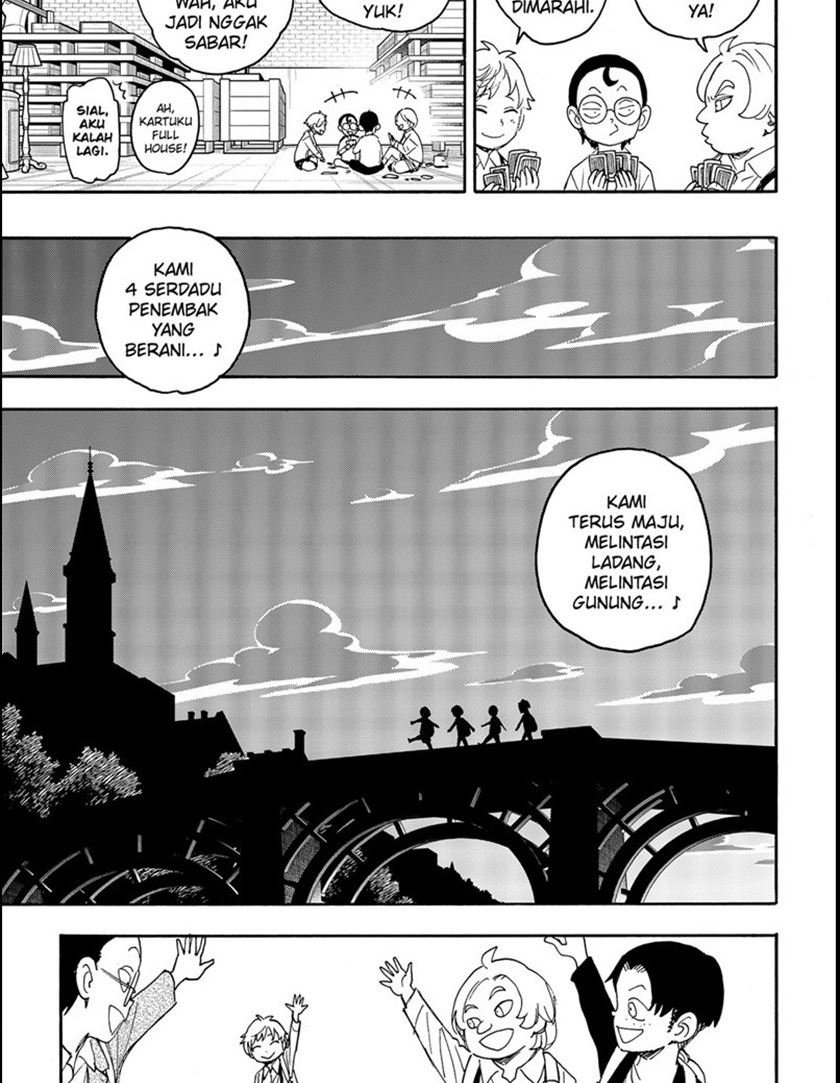 YA!
DIMARAHI.
YUK!
WAH, AKU
JADI NGGAK
SABAR!
AH,
KARTUKU
FULL
HOUSE!
SIAL,
AKU
KALAH
LAGI.
KAMI
4 SERDADU
PENEMBAK
YANG
BERANI... ♪
KAMI
TERUS MAJU,
MELINTASI
LADANG,
MELINTASI
GUNUNG... ♪